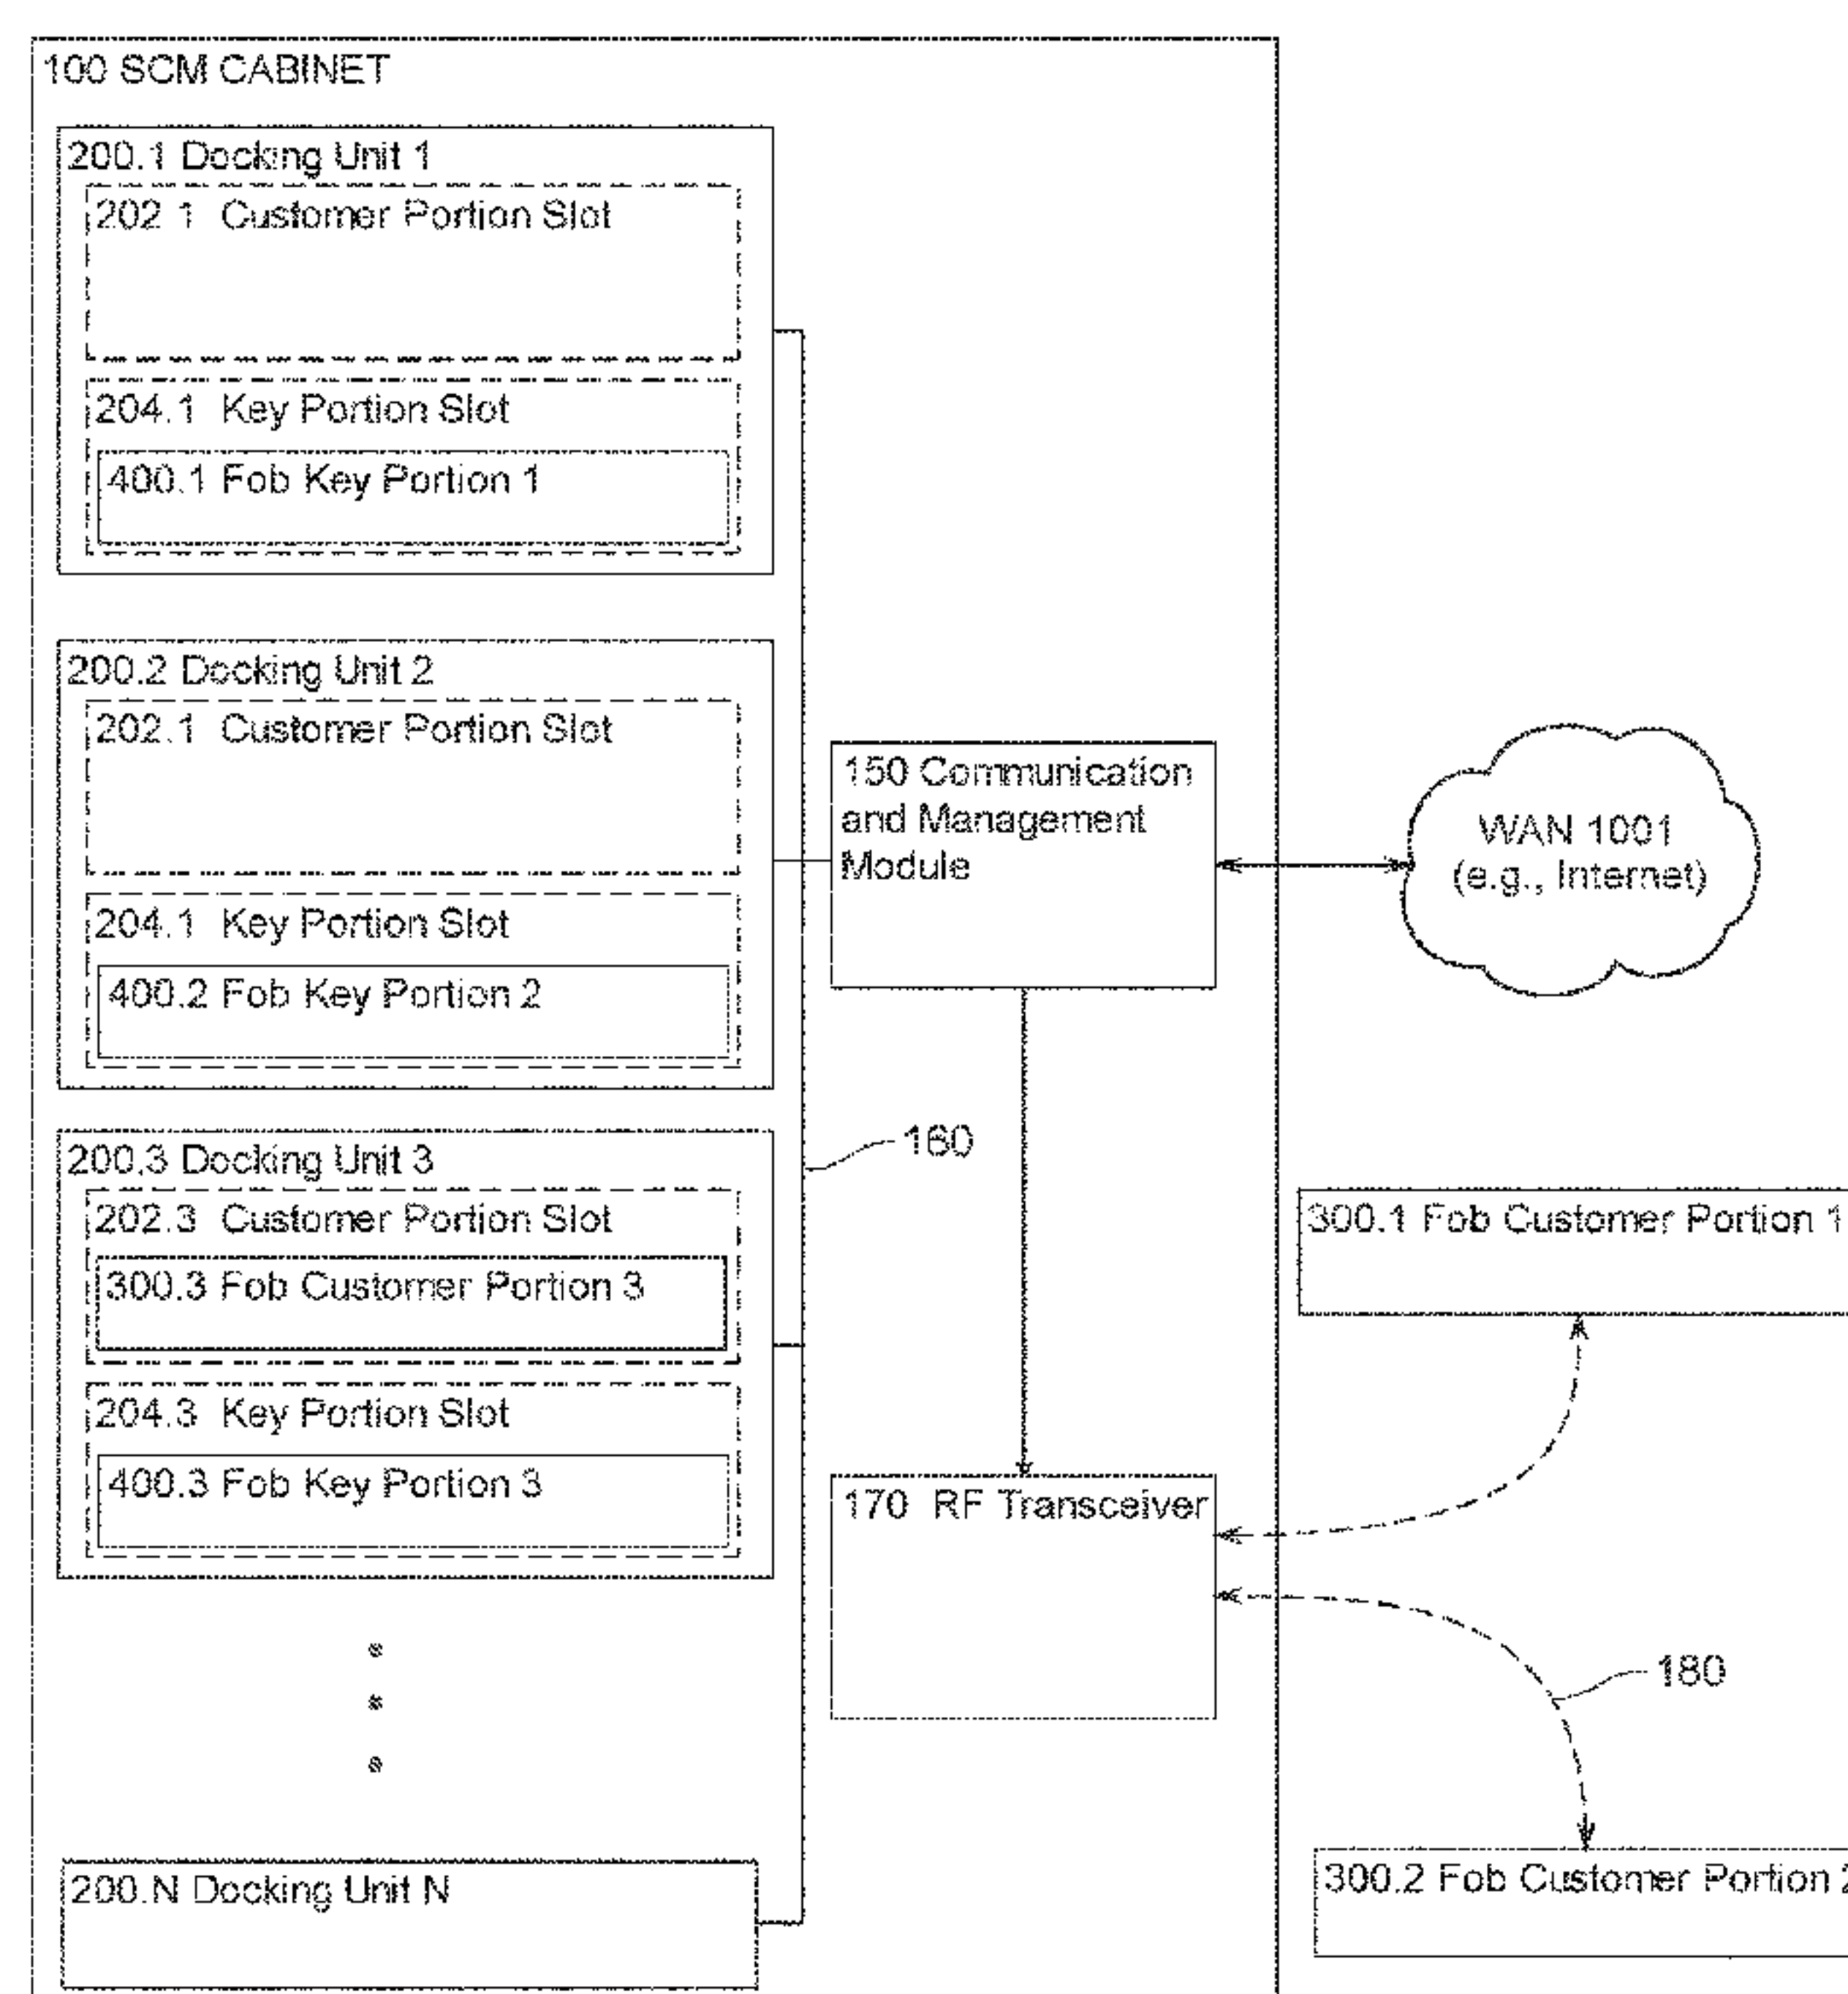 100 SCM CABINET
200.1 Docking Unit 1
202.1 Customer Portion Slot
204.1 Key Portion Slot
400.1 Fob Key Portion 1
200.2 Docking Unit 2
202.1 Customer Portion Slot
204.1 Key Portion Slot
400.2 Fob Key Portion 2
200.3 Docking Unit 3
202.3 Customer Portion Slot
300.3 Fob Customer Portion 3
204.3 Key Portion Slot
400.3 Fob Key Portion 3
200.N Docking Unit N
150 Communication
and Management
Module
160
170 RF Transceiver
WAN 1001
(e.g., Internet)
300.1 Fob Customer Portion 1
180
300.2 Fob Customer Portion 2